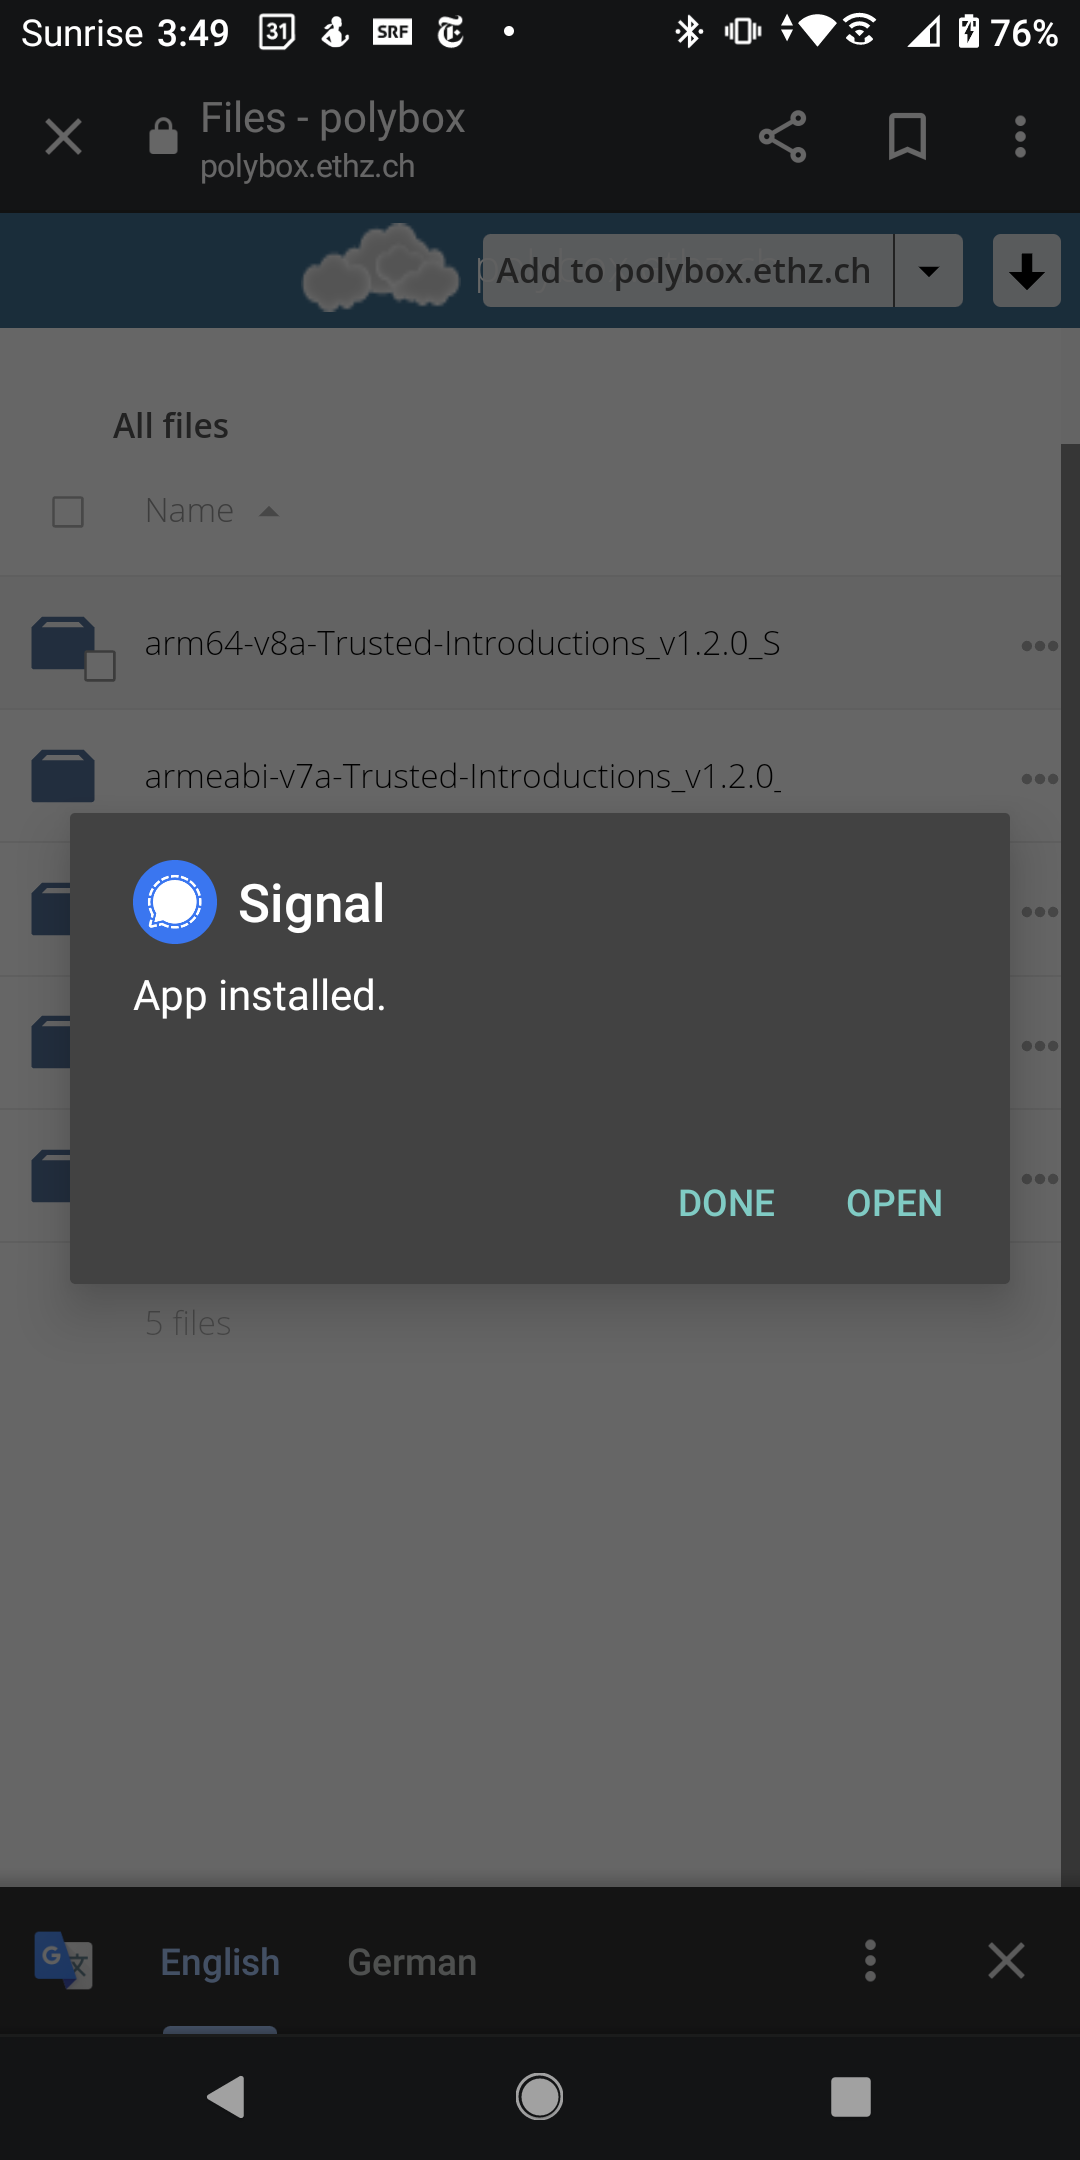 Sunrise 3:49 31 SRF 76%
Files - polybox
polybox.ethz.ch
Add to polybox.ethz.ch
All files
Name
arm64-v8a-Trusted-Introductions_v1.2.0_S
armeabi-v7a-Trusted-Introductions_v1.2.0_
Signal
App installed.
DONE OPEN
5 files
English German